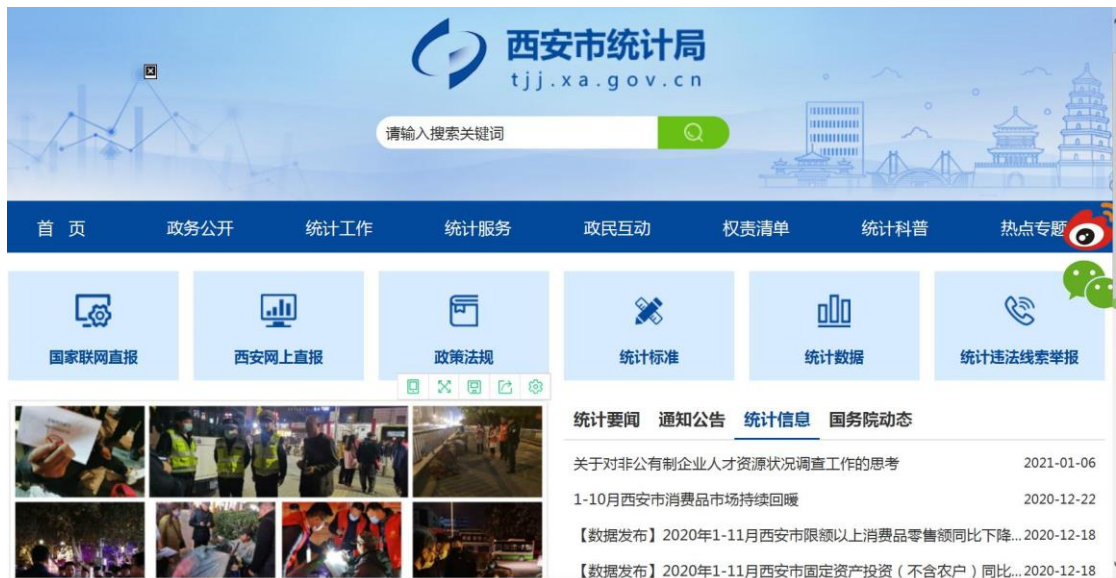 西安市统计局
tjj.xa.gov.cn
请输入搜索关键词
首 页 政务公开 统计工作 统计服务 政民互动 权责清单 统计科普 热点专题
国家联网直报 西安网上直报 政策法规 统计标准 统计数据 统计违法线索举报
统计要闻 通知公告 统计信息 国务院动态
关于对非公有制企业人才资源状况调查工作的思考 2021-01-06
1-10月西安市消费品市场持续回暖 2020-12-22
【数据发布】2020年1-11月西安市限额以上消费品零售额同比下降... 2020-12-18
【数据发布】2020年1-11月西安市固定资产投资（不含农户）同比... 2020-12-18